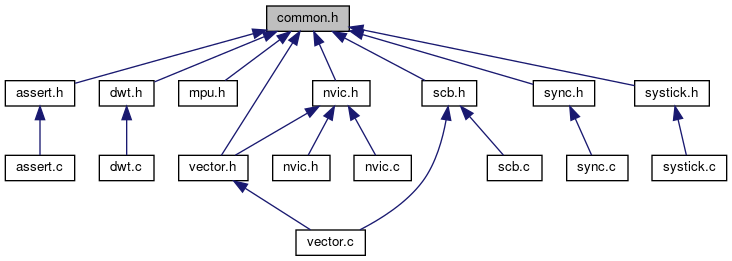 common.h
assert.h
dwt.h
mpu.h
nvic.h
scb.h
sync.h
systick.h
assert.c
dwt.c
vector.h
nvic.h
nvic.c
scb.c
sync.c
systick.c
vector.c